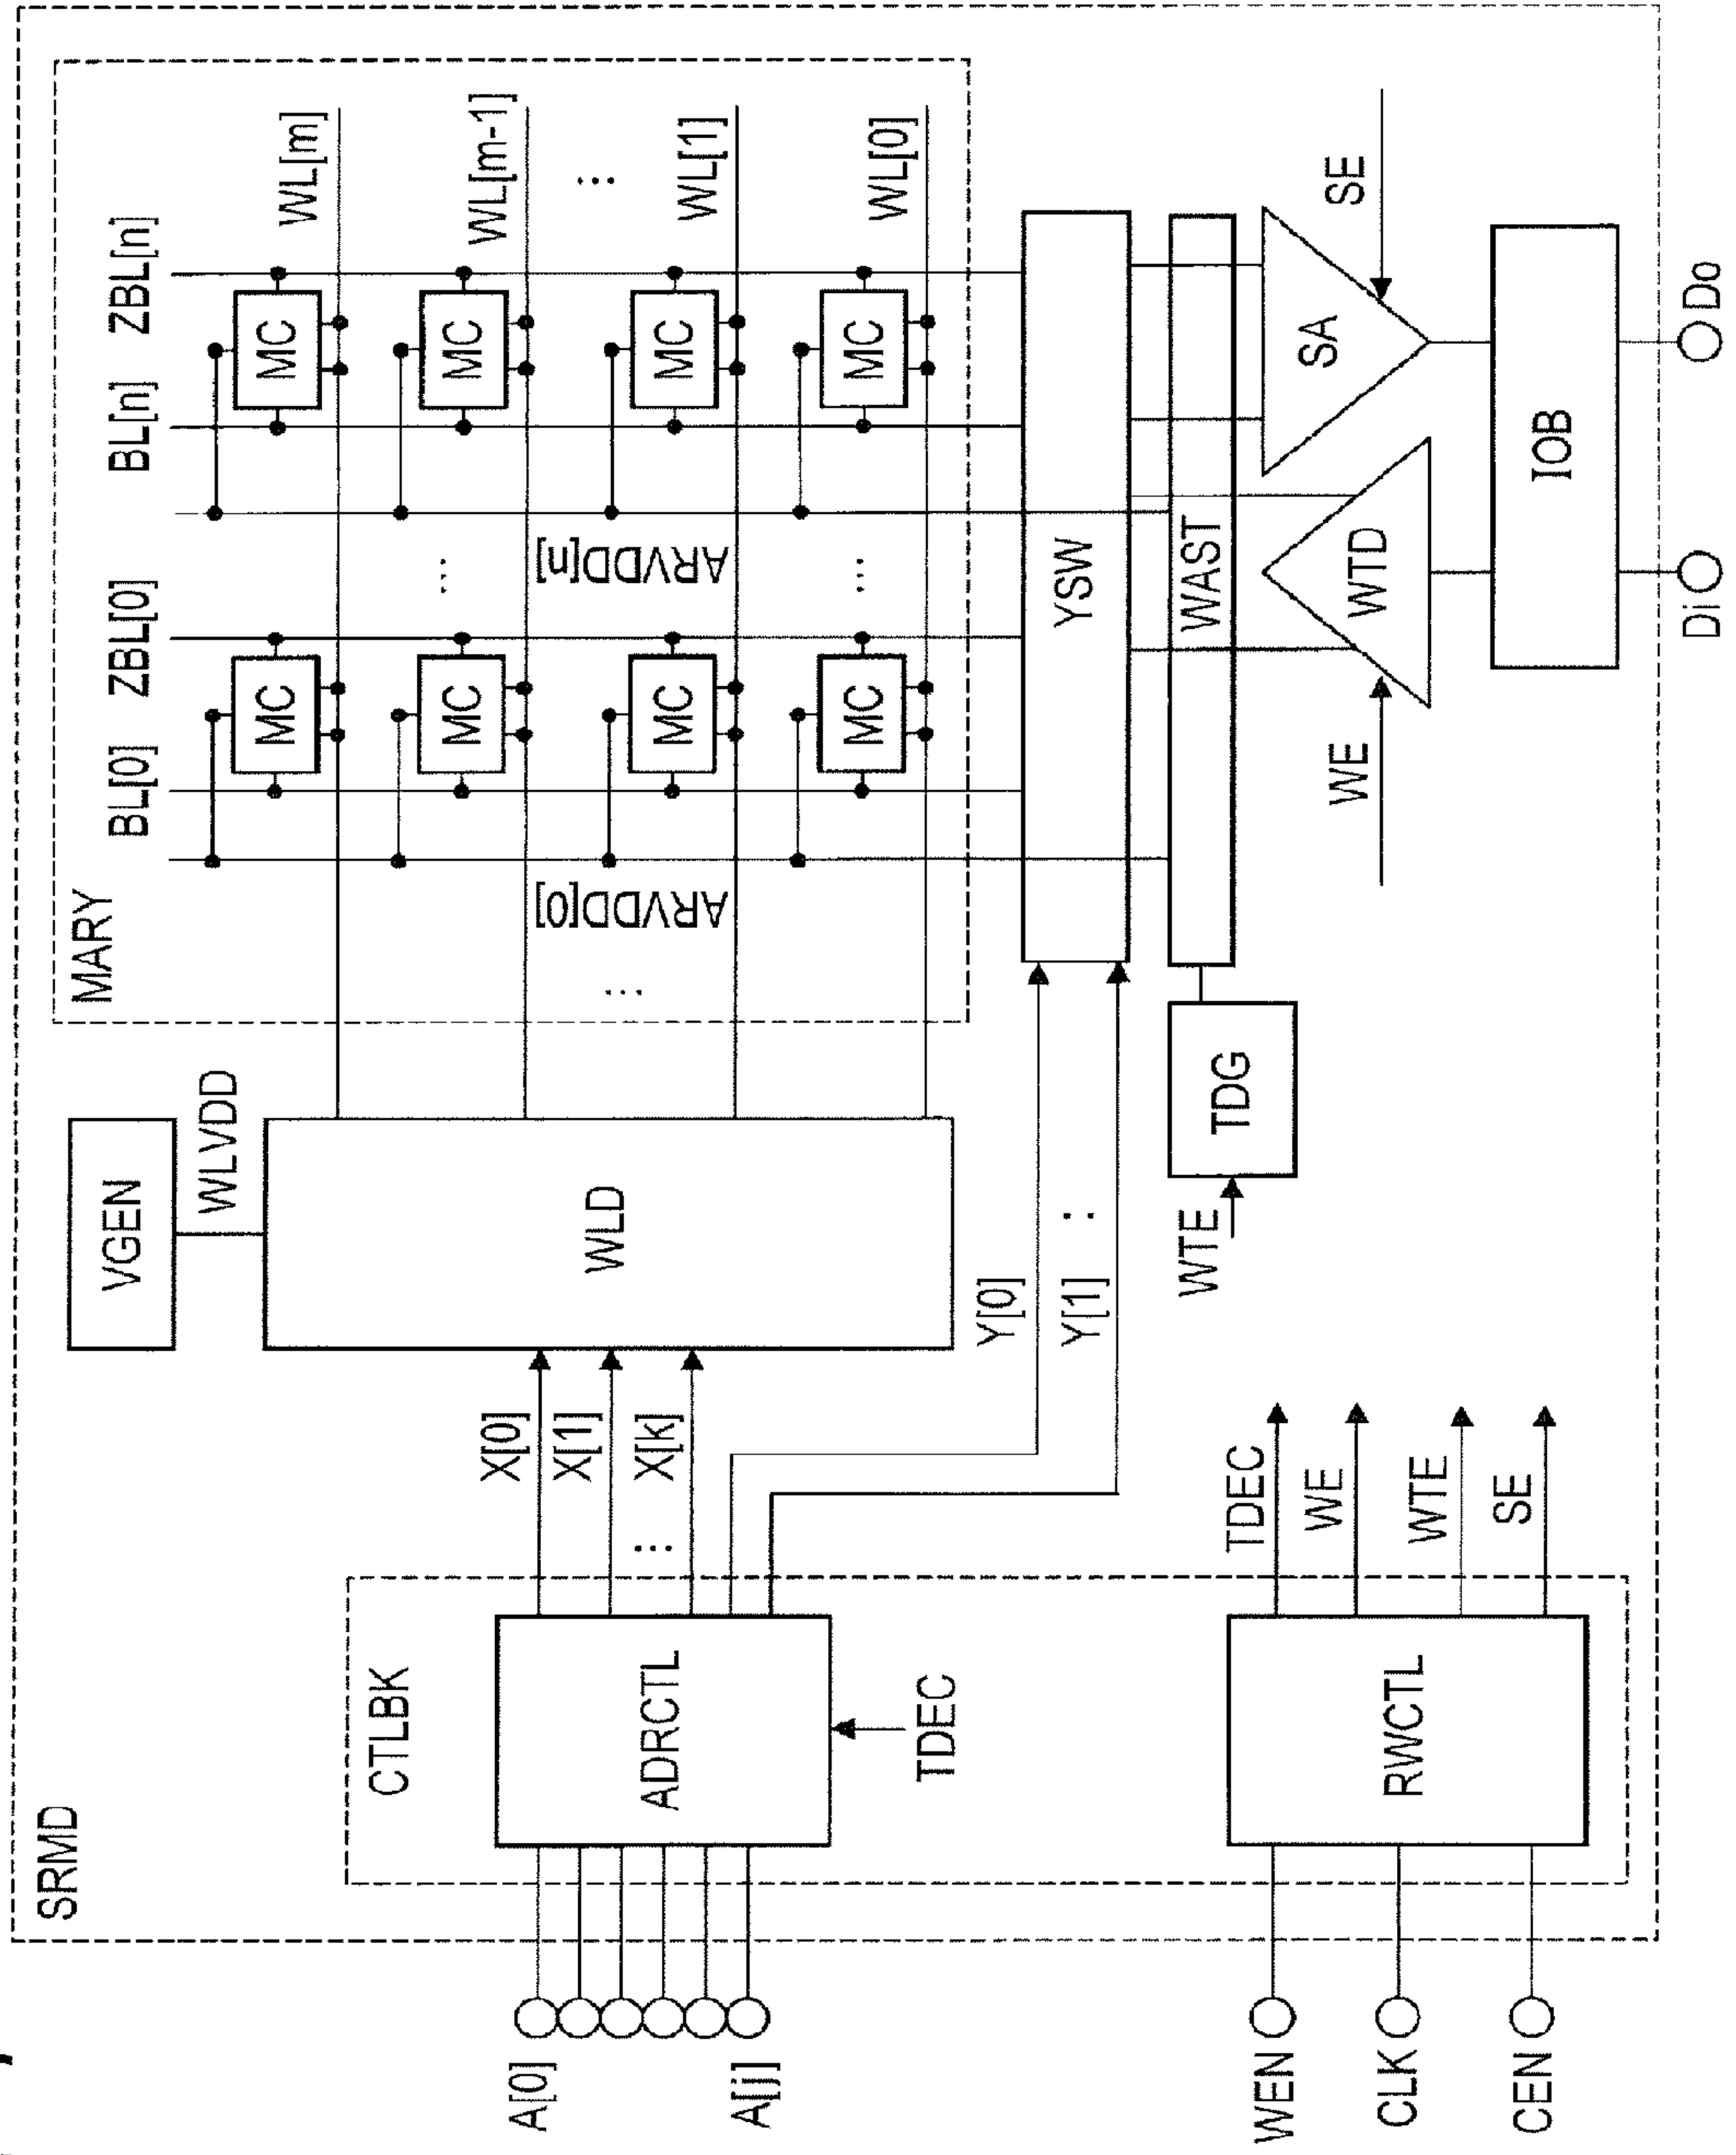 SRMD
MARY
BL[0] ZBL[0] BL[n] ZBL[n]
VGEN
WLVDD
WLD
MC MC WL[m]
MC MC WL[m-1]
...
...
...
MC MC WL[1]
MC MC WL[0]
...
ARVDD[0]
ARVDD[n]
CTLBK
A[0]
A[j]
ADRCTL
TDEC
X[0]
X[1]
...
X[k]
Y[0]
Y[1]
:
YSW
WTE
TDG
WAST
WEN
CLK
CEN
RWCTL
TDEC
WE
WTE
SE
WE
WTD
SA
SE
IOB
Di
Do